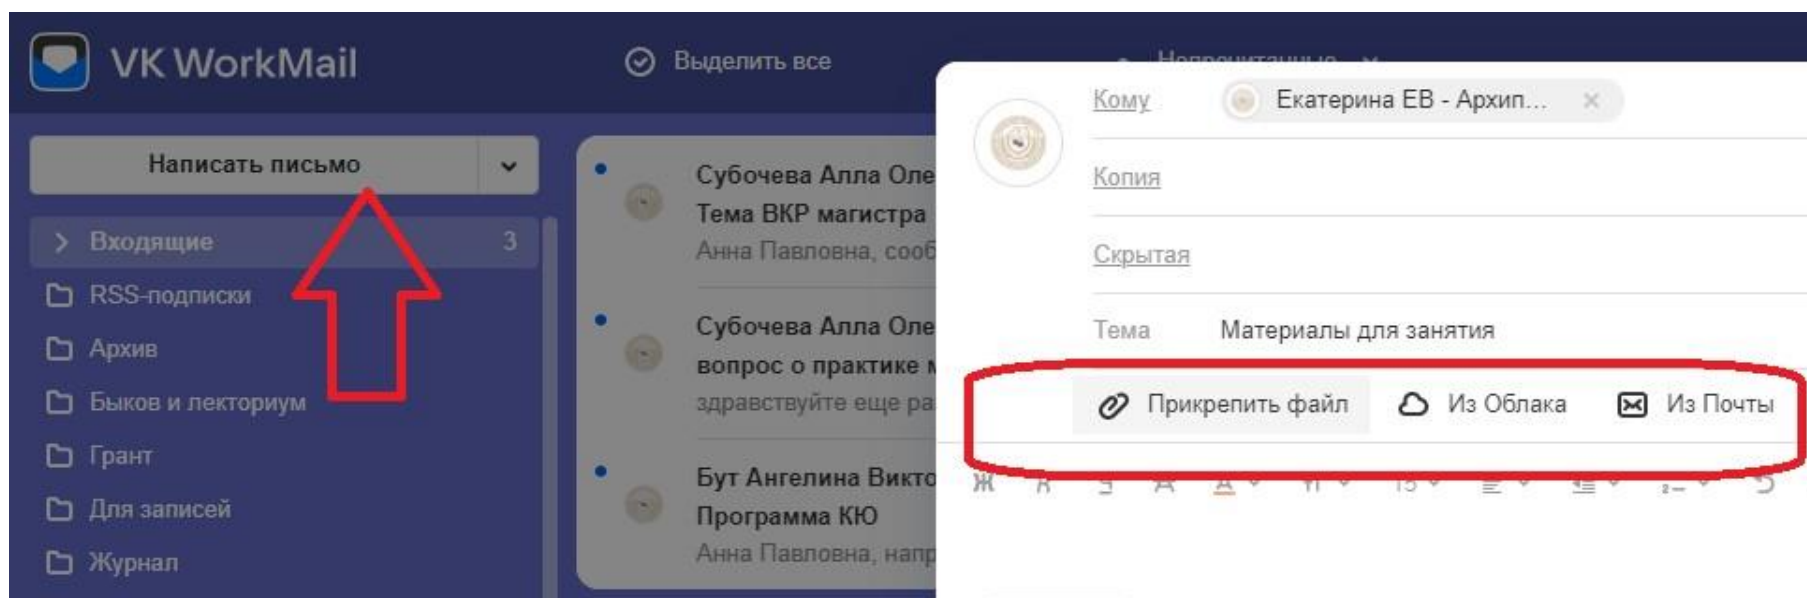 VK WorkMail
Выделить все
Непрочитанные
Написать письмо
Входящие 3
RSS-подписки
Архив
Быков и лекториум
Грант
Для записей
Журнал
Субочева Алла Оле
Тема ВКР магистра
Анна Павловна, сооб
Субочева Алла Оле
вопрос о практике м
здравствуйте еще ра
Бут Ангелина Викто
Программа КЮ
Анна Павловна, напр
Кому Екатерина ЕВ - Архип...
Копия
Скрытая
Тема Материалы для занятия
Прикрепить файл Из Облака Из Почты
Ж К Ч А А тТ 15